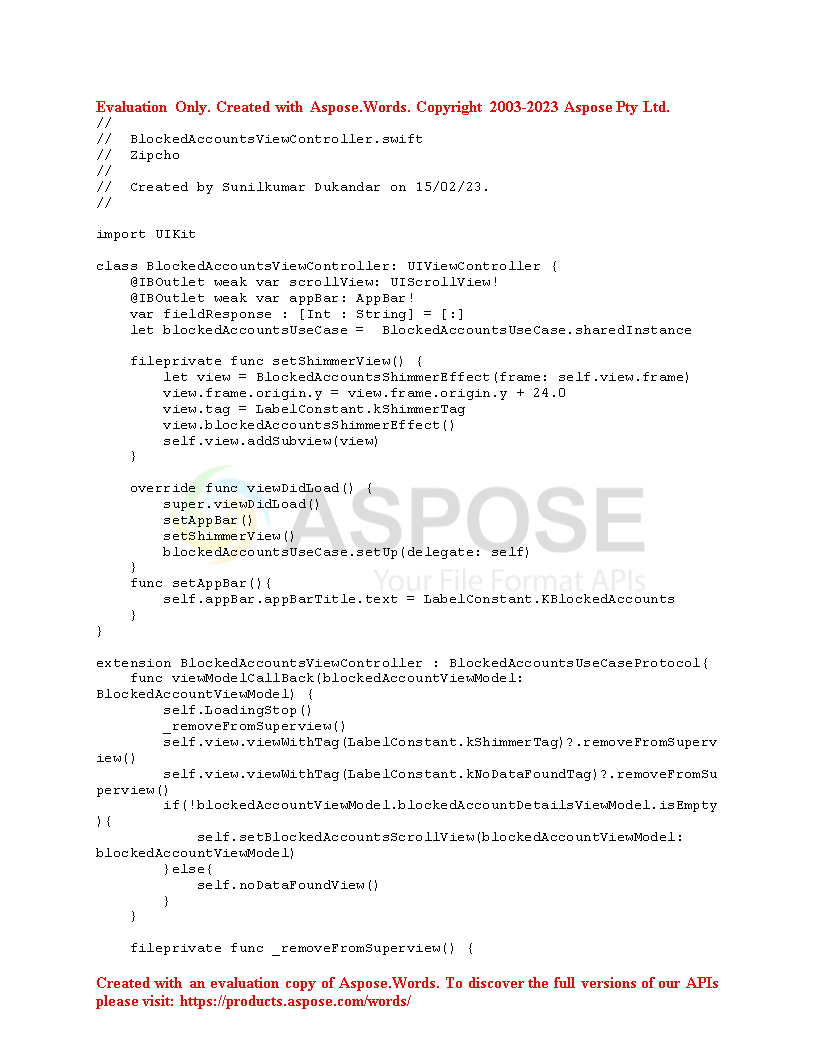 Evaluation Only. Created with Aspose.Words. Copyright 2003-2023 Aspose Pty Ltd.
//
//  BlockedAccountsViewController.swift
//  Zipcho
//
//  Created by Sunilkumar Dukandar on 15/02/23.
//
import UIKit
class BlockedAccountsViewController: UIViewController {
    @IBOutlet weak var scrollView: UIScrollView!
    @IBOutlet weak var appBar: AppBar!
    var fieldResponse : [Int : String] = [:]
    let blockedAccountsUseCase =  BlockedAccountsUseCase.sharedInstance
    fileprivate func setShimmerView() {
        let view = BlockedAccountsShimmerEffect(frame: self.view.frame)
        view.frame.origin.y = view.frame.origin.y + 24.0
        view.tag = LabelConstant.kShimmerTag
        view.blockedAccountsShimmerEffect()
        self.view.addSubview(view)
    }
    override func viewDidLoad() {
        super.viewDidLoad()
        setAppBar()
        setShimmerView()
        blockedAccountsUseCase.setUp(delegate: self)
    }
    func setAppBar(){
        self.appBar.appBarTitle.text = LabelConstant.KBlockedAccounts
    }
}
ASPOSE
Your File Format APIs
extension BlockedAccountsViewController : BlockedAccountsUseCaseProtocol{
    func viewModelCallBack(blockedAccountViewModel:
BlockedAccountViewModel) {
        self.LoadingStop()
        _removeFromSuperview()
        self.view.viewWithTag(LabelConstant.kShimmerTag)?.removeFromSuperv
iew()
        self.view.viewWithTag(LabelConstant.kNoDataFoundTag)?.removeFromSu
perview()
        if(!blockedAccountViewModel.blockedAccountDetailsViewModel.isEmpty
){
            self.setBlockedAccountsScrollView(blockedAccountViewModel:
blockedAccountViewModel)
        }else{
            self.noDataFoundView()
        }
    }
    fileprivate func _removeFromSuperview() {
Created with an evaluation copy of Aspose.Words. To discover the full versions of our APIs
please visit: https://products.aspose.com/words/